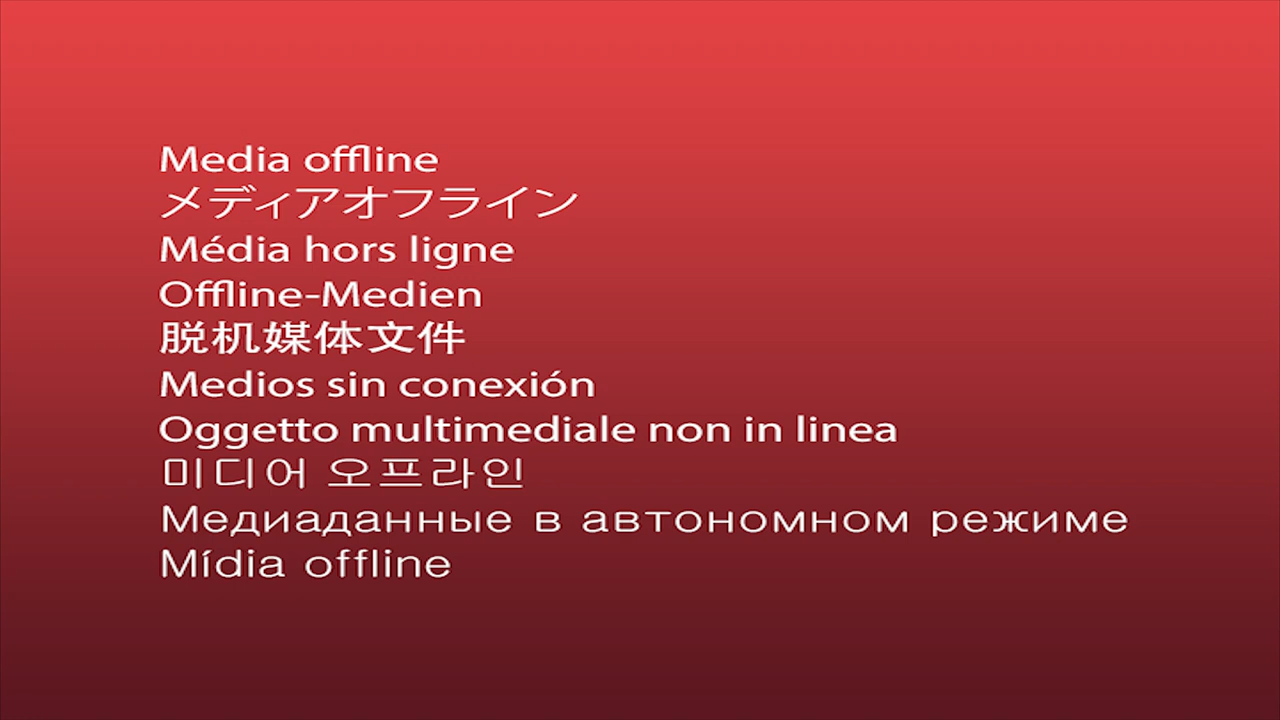 Media offline
メディアオフライン
Média hors ligne
Offline-Medien
脱机媒体文件
Medios sin conexión
Oggetto multimediale non in linea
미디어 오프라인
Медиаданные в автономном режиме
Mídia offline